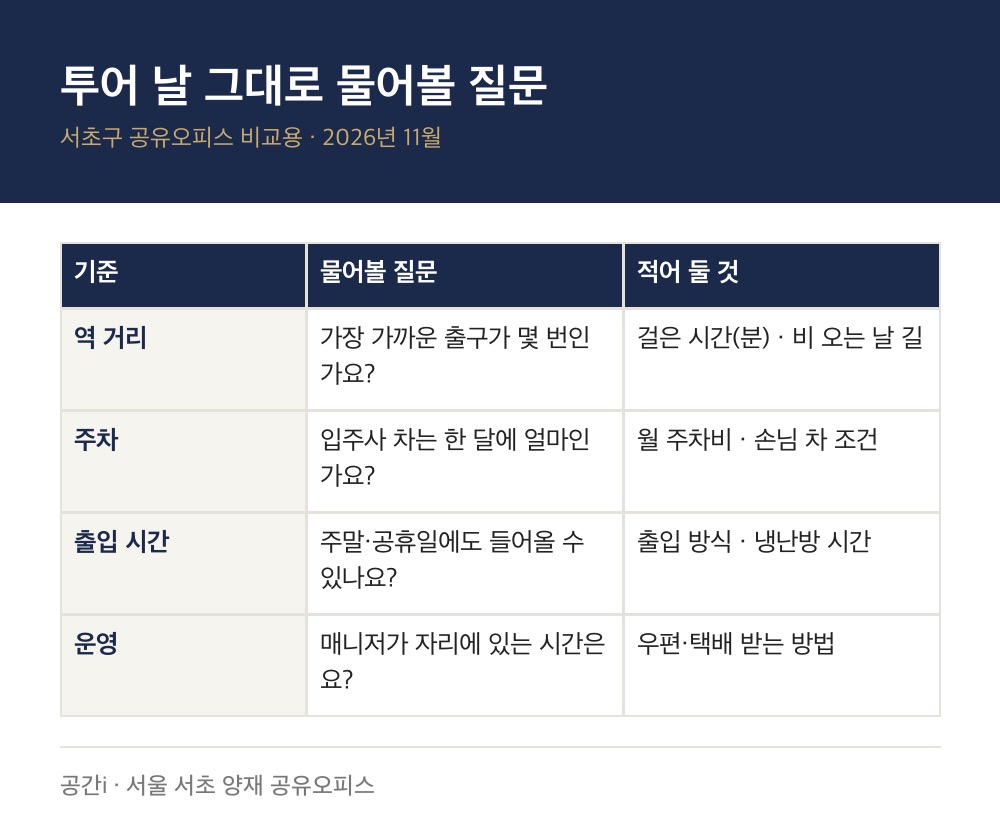 투어 날 그대로 물어볼 질문
서초구 공유오피스 비교용 · 2026년 11월
기준
물어볼 질문
적어 둘 것
역 거리
가장 가까운 출구가 몇 번인
가요?
걸은 시간(분) · 비 오는 날 길
주차
입주사 차는 한 달에 얼마인
가요?
월 주차비 · 손님 차 조건
출입 시간
주말·공휴일에도 들어올 수
있나요?
출입 방식 · 냉난방 시간
운영
매니저가 자리에 있는 시간은
요?
우편·택배 받는 방법
공간i · 서울 서초 양재 공유오피스